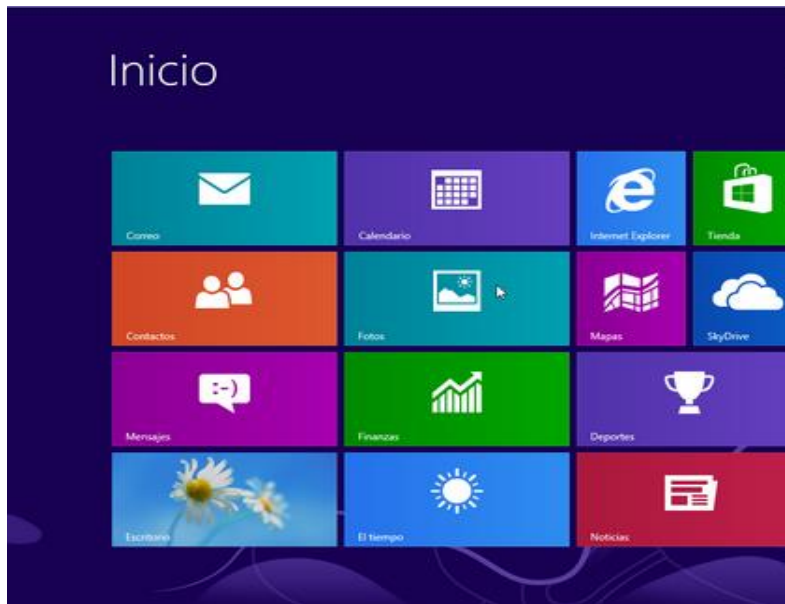 Inicio
Correo
Calendario
Internet Explorer
Tienda
Contactos
Fotos
Mapas
SkyDrive
:-)
Mensajes
Finanzas
Deportes
Escritorio
El tiempo
Noticias